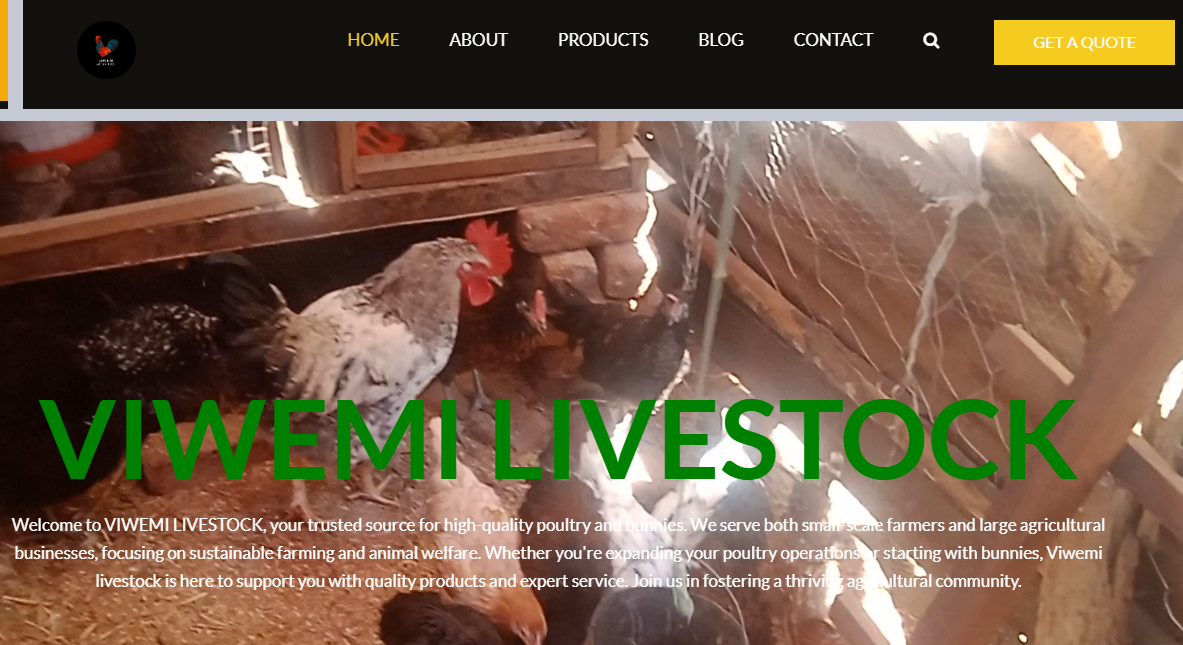 HOME ABOUT PRODUCTS BLOG CONTACT GET A QUOTE
VIWEMI LIVESTOCK
Welcome to VIWEMI LIVESTOCK, your trusted source for high-quality poultry and bunnies. We serve both small-scale farmers and large agricultural
businesses, focusing on sustainable farming and animal welfare. Whether you're expanding your poultry operations or starting with bunnies, Viwemi
livestock is here to support you with quality products and expert service. Join us in fostering a thriving agricultural community.